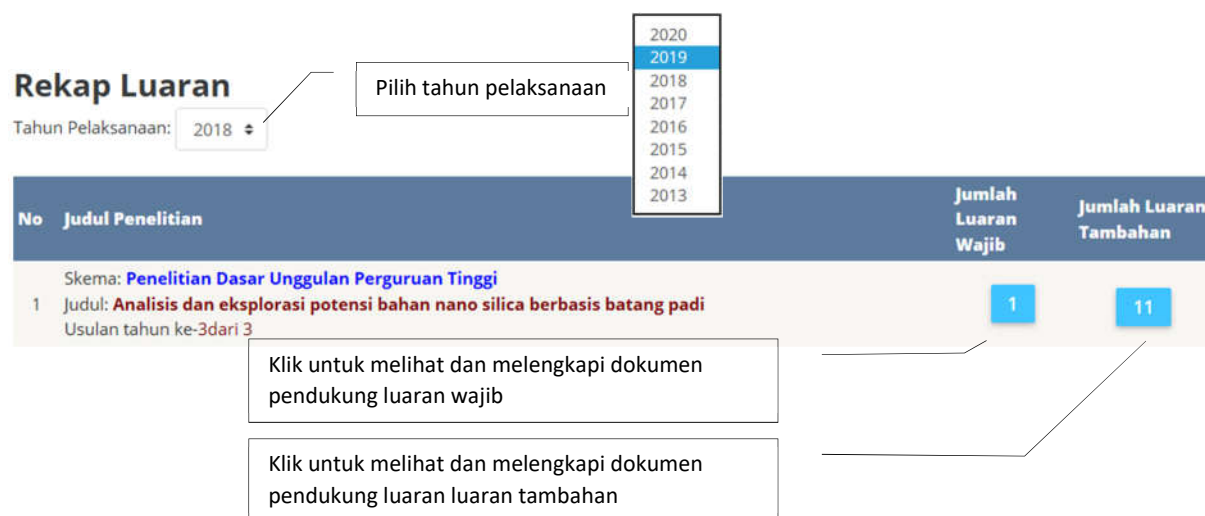 2020
2019
2018
2017
2016
2015
2014
2013
Rekap Luaran
Pilih tahun pelaksanaan
Tahun Pelaksanaan: 2018
No Judul Penelitian
Jumlah
Luaran
Wajib
Jumlah Luaran
Tambahan
Skema: Penelitian Dasar Unggulan Perguruan Tinggi
1 Judul: Analisis dan eksplorasi potensi bahan nano silica berbasis batang padi
Usulan tahun ke-3dari 3
1
11
Klik untuk melihat dan melengkapi dokumen
pendukung luaran wajib
Klik untuk melihat dan melengkapi dokumen
pendukung luaran luaran tambahan